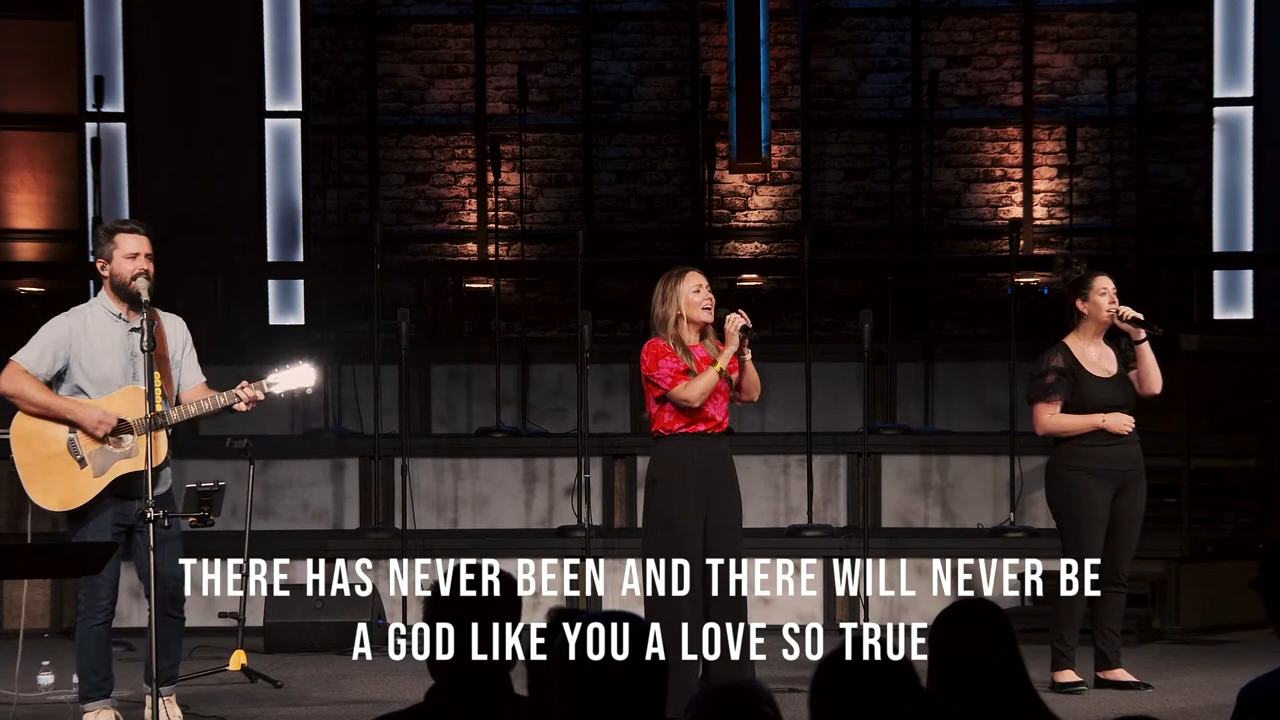 THERE HAS NEVER BEEN AND THERE WILL NEVER BE
A GOD LIKE YOU A LOVE SO TRUE